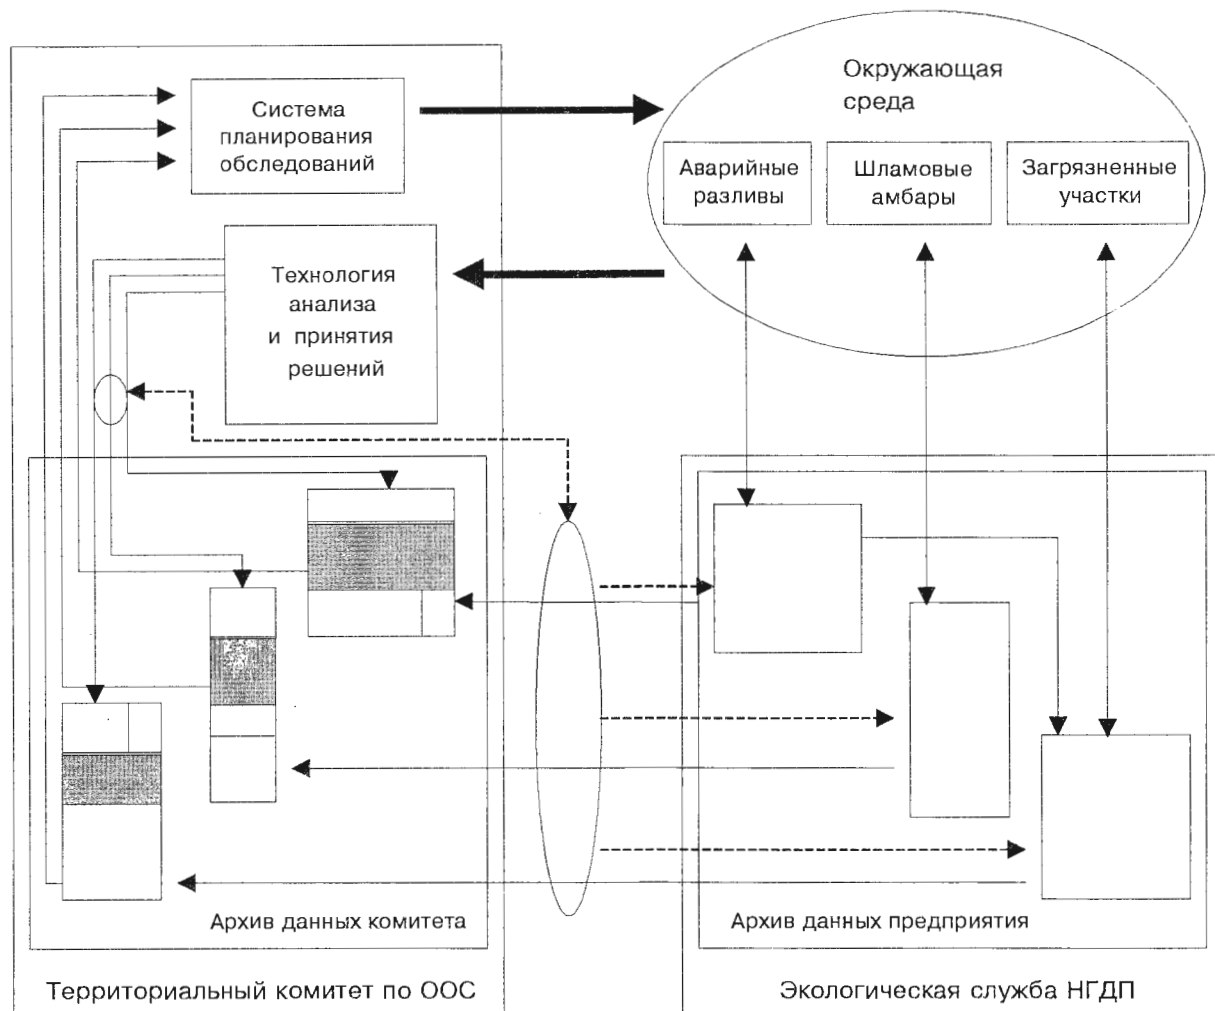 Система
планирования
обследований
Окружающая
среда
Аварийные
разливы
Шламовые
амбары
Загрязненные
участки
Технология
анализа
и принятия
решений
Архив данных комитета
Архив данных предприятия
Территориальный комитет по ООС
Экологическая служба НГДП